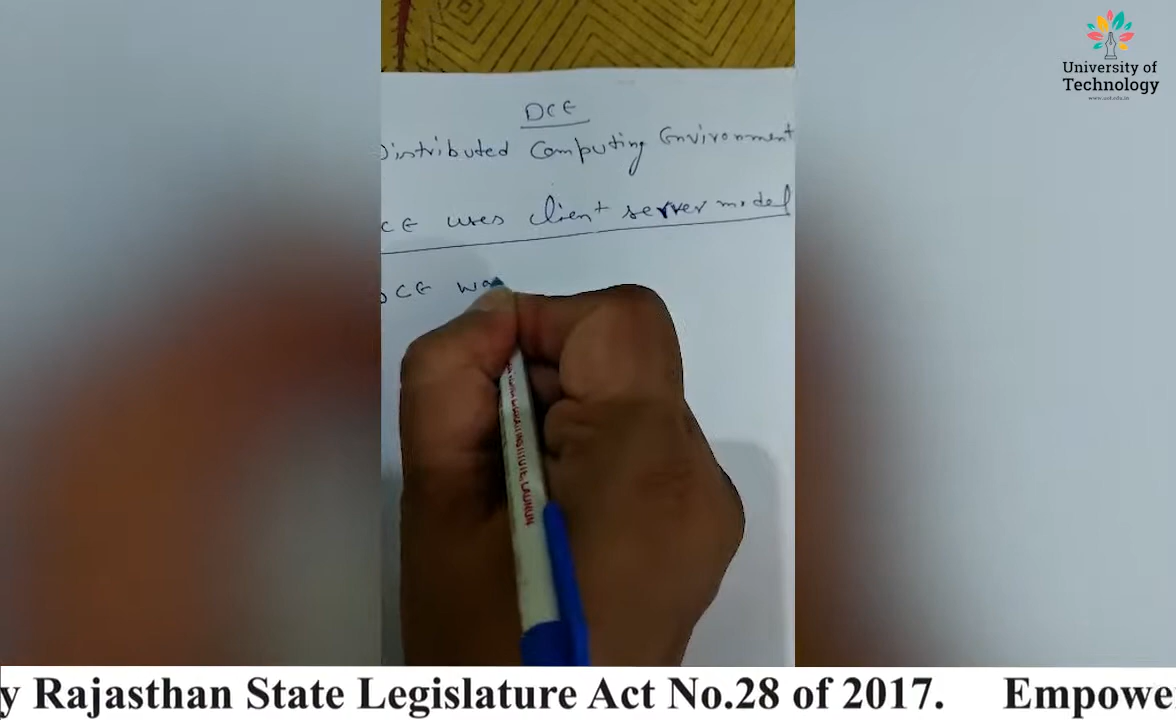 University of
Technology
DCE
Distributed Computing Environment
CE uses client server model
DCE wa
y Rajasthan State Legislature Act No.28 of 2017. Empowe